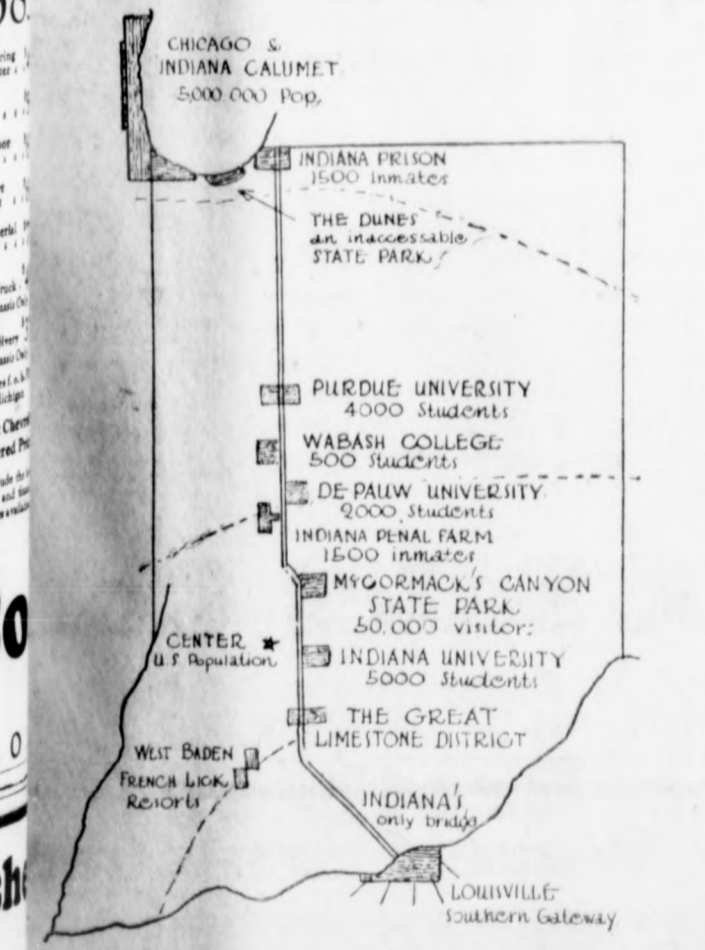 CHICAGO &
INDIANA CALUMET
5,000,000 Pop.
INDIANA PRISON
1500 Inmates
THE DUNES
an inaccessable
STATE PARK
PURDUE UNIVERSITY
4000 Students
WABASH COLLEGE
500 Students
DE PAUW UNIVERSITY
2000 Students
INDIANA PENAL FARM
1500 inmates
McCORMACK'S CANYON
STATE PARK
50,000 visitors
CENTER
U.S. Population
INDIANA UNIVERSITY
5000 Students
THE GREAT
LIMESTONE DISTRICT
WEST BADEN
FRENCH LICK
Resorts
INDIANA'S
only bridge
LOUISVILLE
Southern Gateway